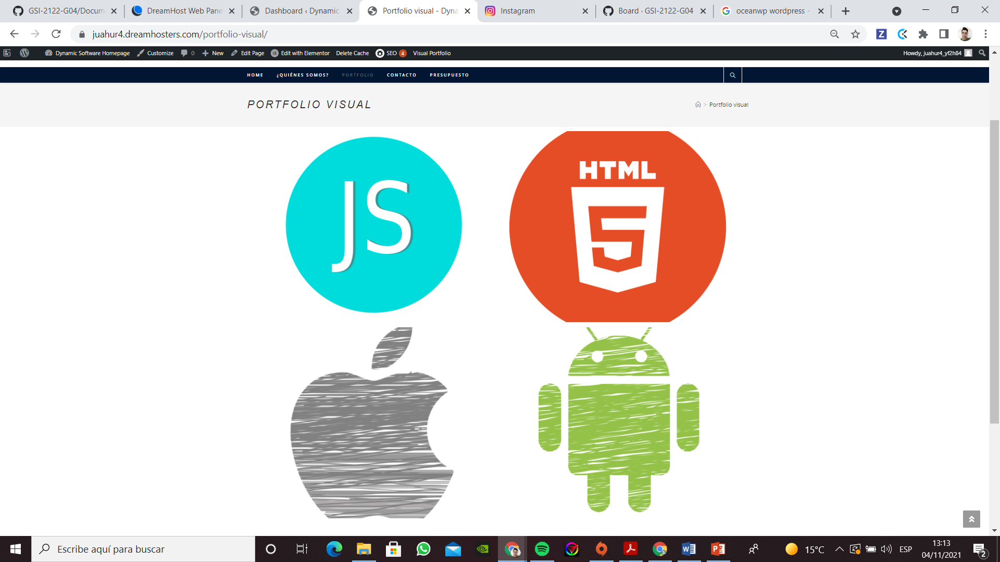 GSI-2122-G04/Docum
DreamHost Web Pane
Dashboard ‹ Dynamic
Portfolio visual - Dyna
Instagram
Board · GSI-2122-G04
oceanwp wordpress -
juahur4.dreamhosters.com/portfolio-visual/
Dynamic Software Homepage
Customize
0
New
Edit Page
Edit with Elementor
Delete Cache
SEO 4
Visual Portfolio
Howdy, juahur4_yf2h84
HOME
¿QUIÉNES SOMOS?
PORTFOLIO
CONTACTO
PRESUPUESTO
PORTFOLIO VISUAL
> Portfolio visual
JS
HTML
5
Escribe aquí para buscar
15°C
ESP
13:13
04/11/2021
2